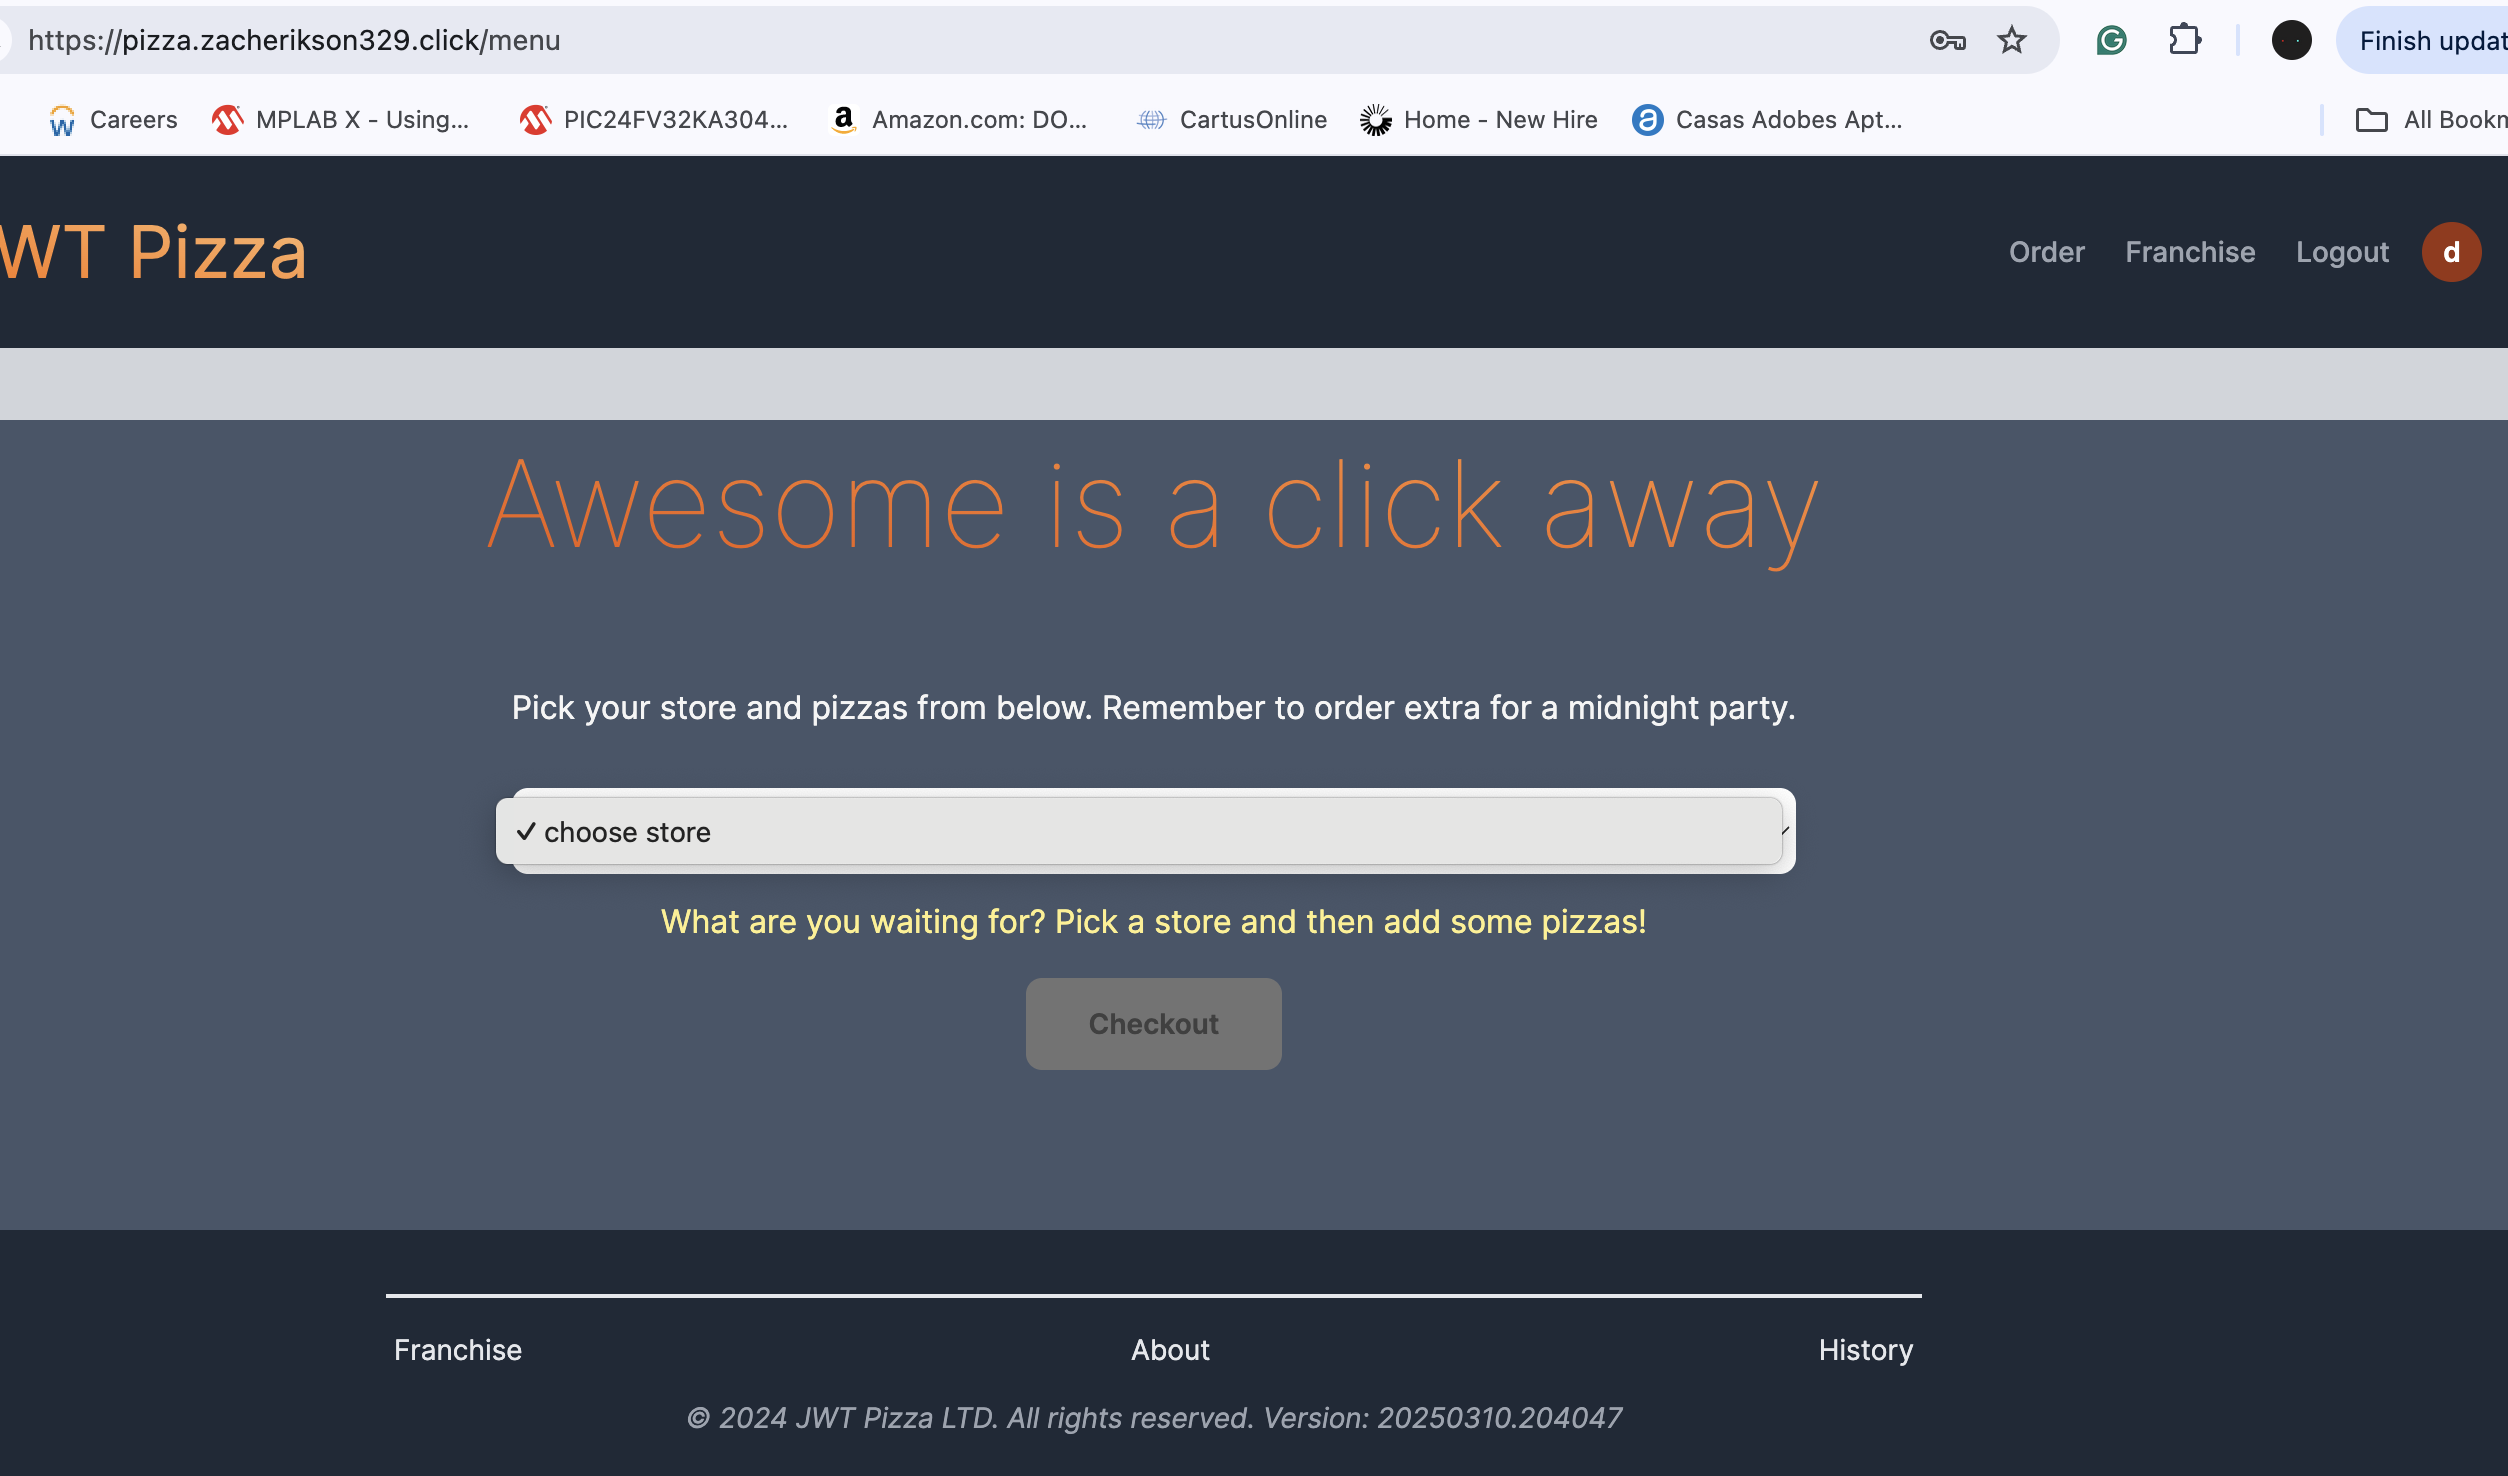 https://pizza.zacherikson329.click/menu
Finish updat
Careers MPLAB X - Using... PIC24FV32KA304... a Amazon.com: DO... CartusOnline Home - New Hire a Casas Adobes Apt... All Bookm
WT Pizza
Order Franchise Logout d
Awesome is a click away
Pick your store and pizzas from below. Remember to order extra for a midnight party.
✓ choose store
What are you waiting for? Pick a store and then add some pizzas!
Checkout
Franchise About History
© 2024 JWT Pizza LTD. All rights reserved. Version: 20250310.204047